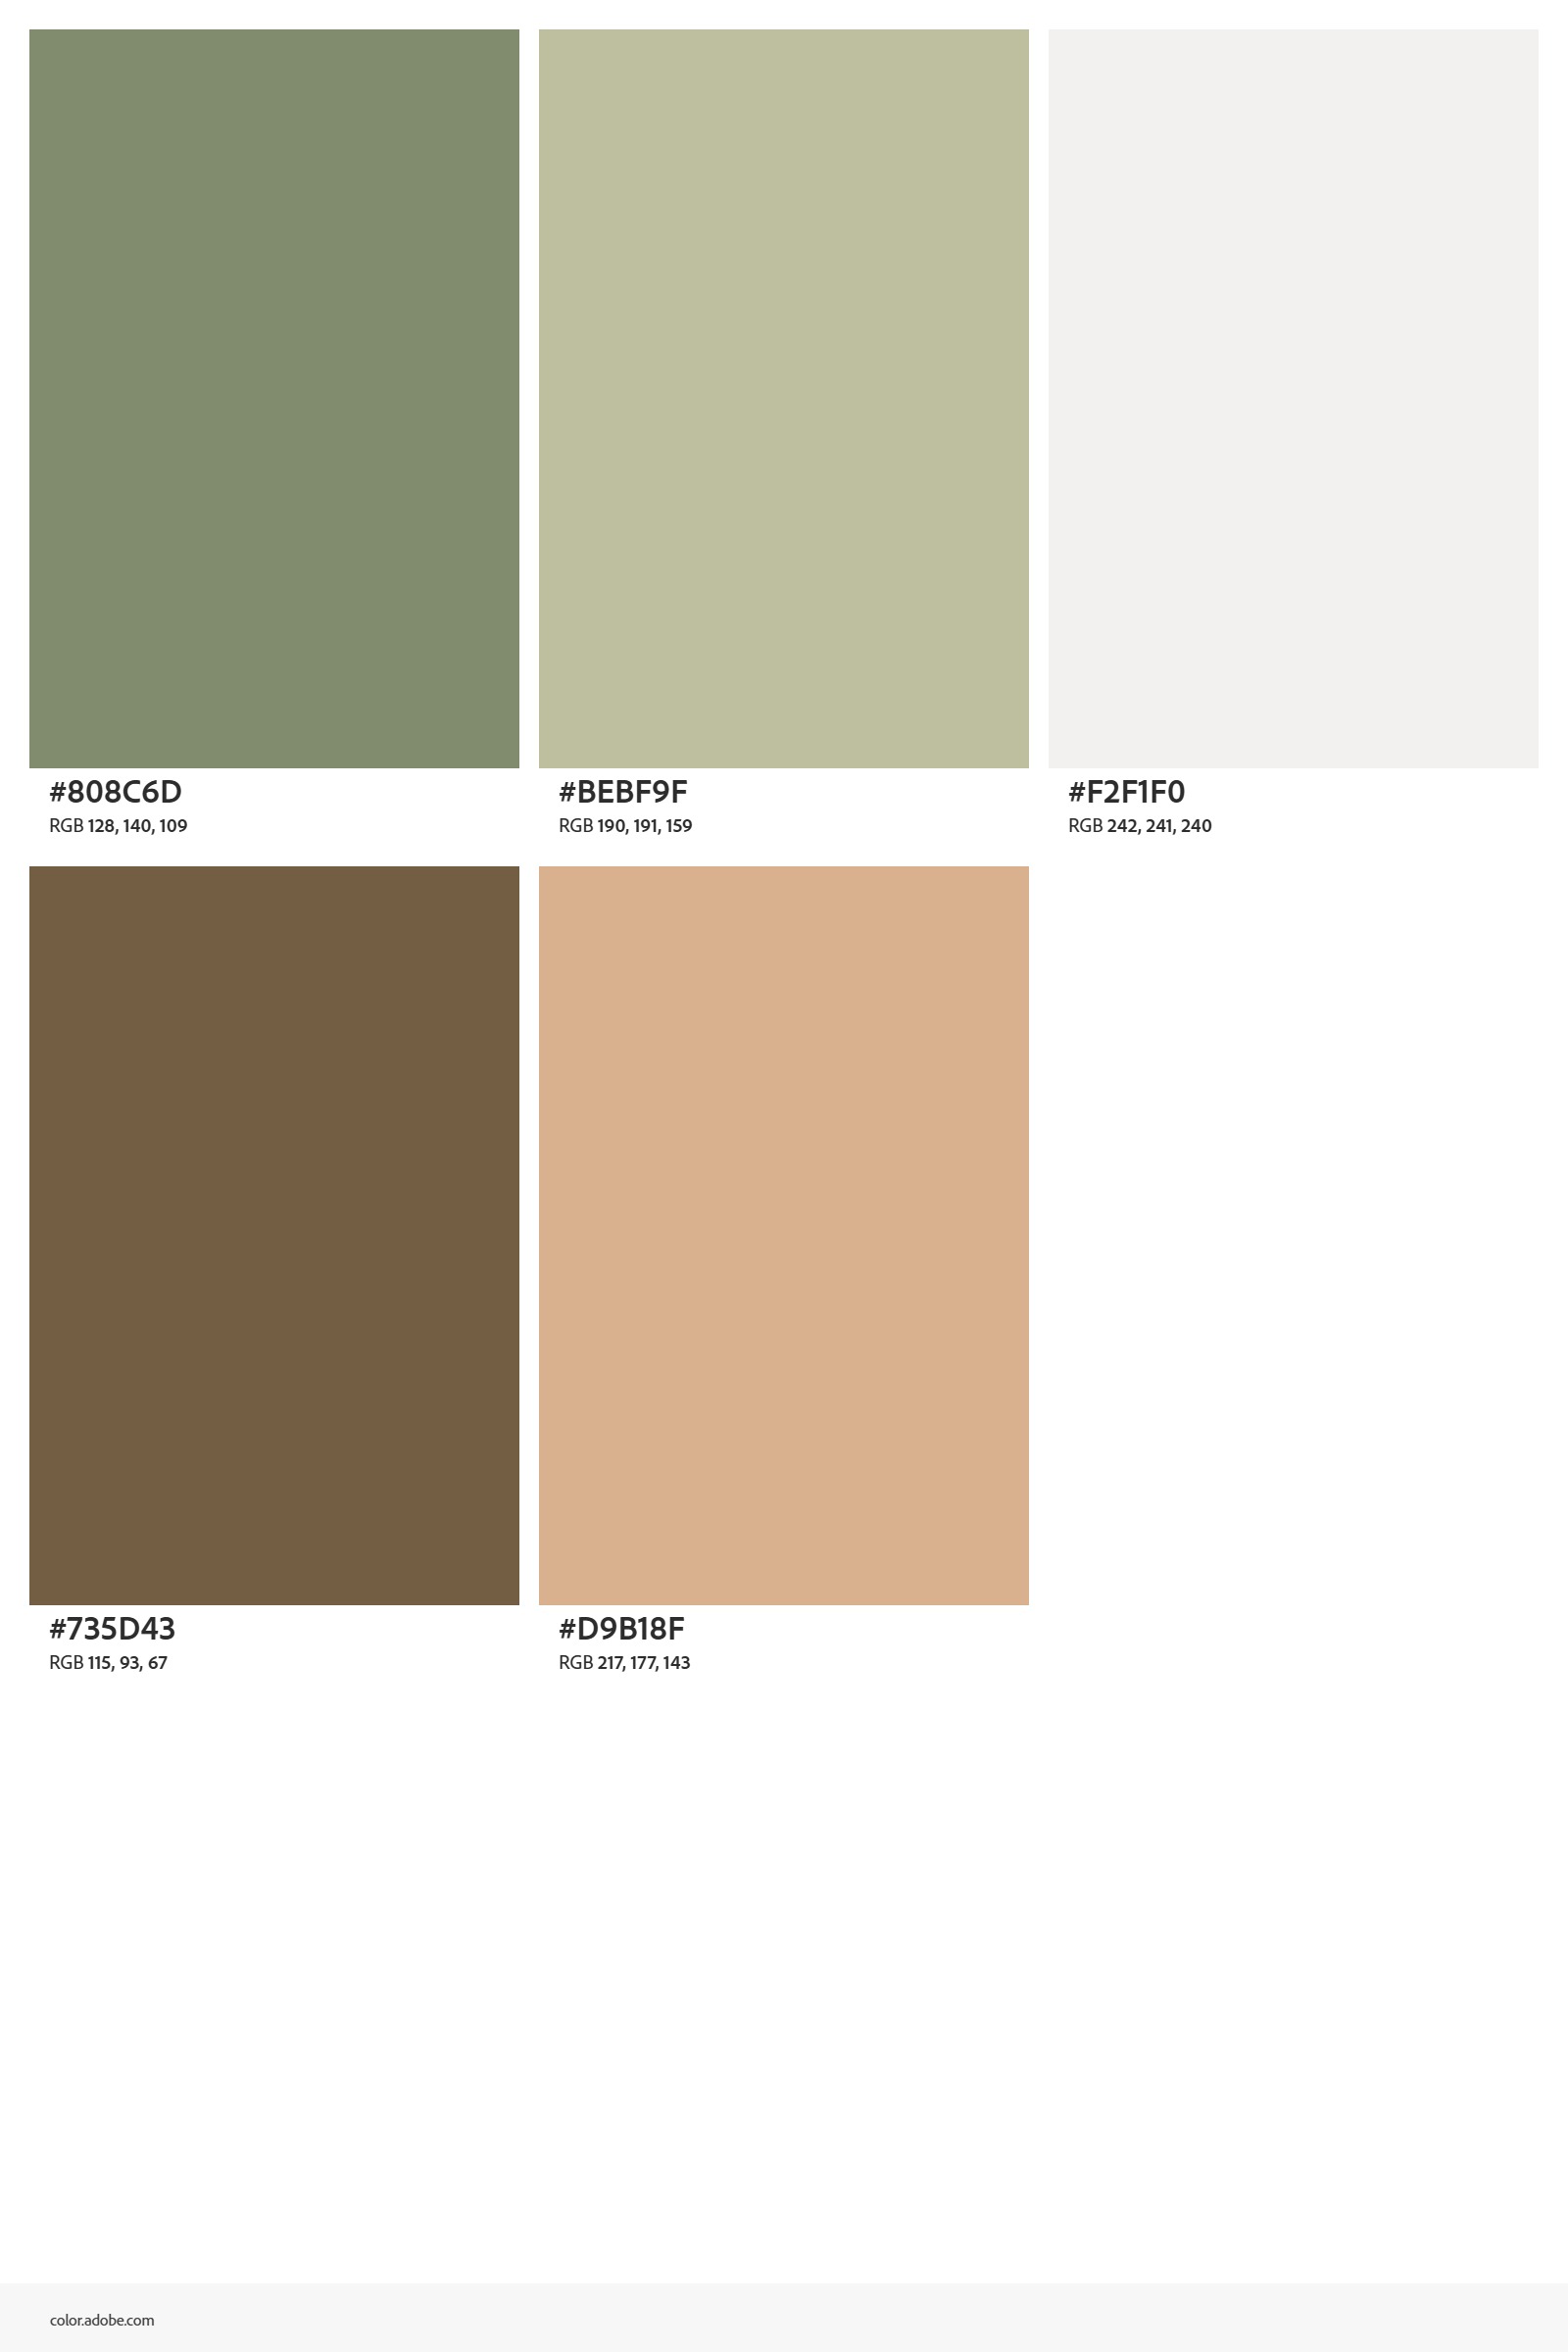 #808C6D
RGB 128, 140, 109
#BEBF9F
RGB 190, 191, 159
#F2F1F0
RGB 242, 241, 240
#735D43
RGB 115, 93, 67
#D9B18F
RGB 217, 177, 143
color.adobe.com